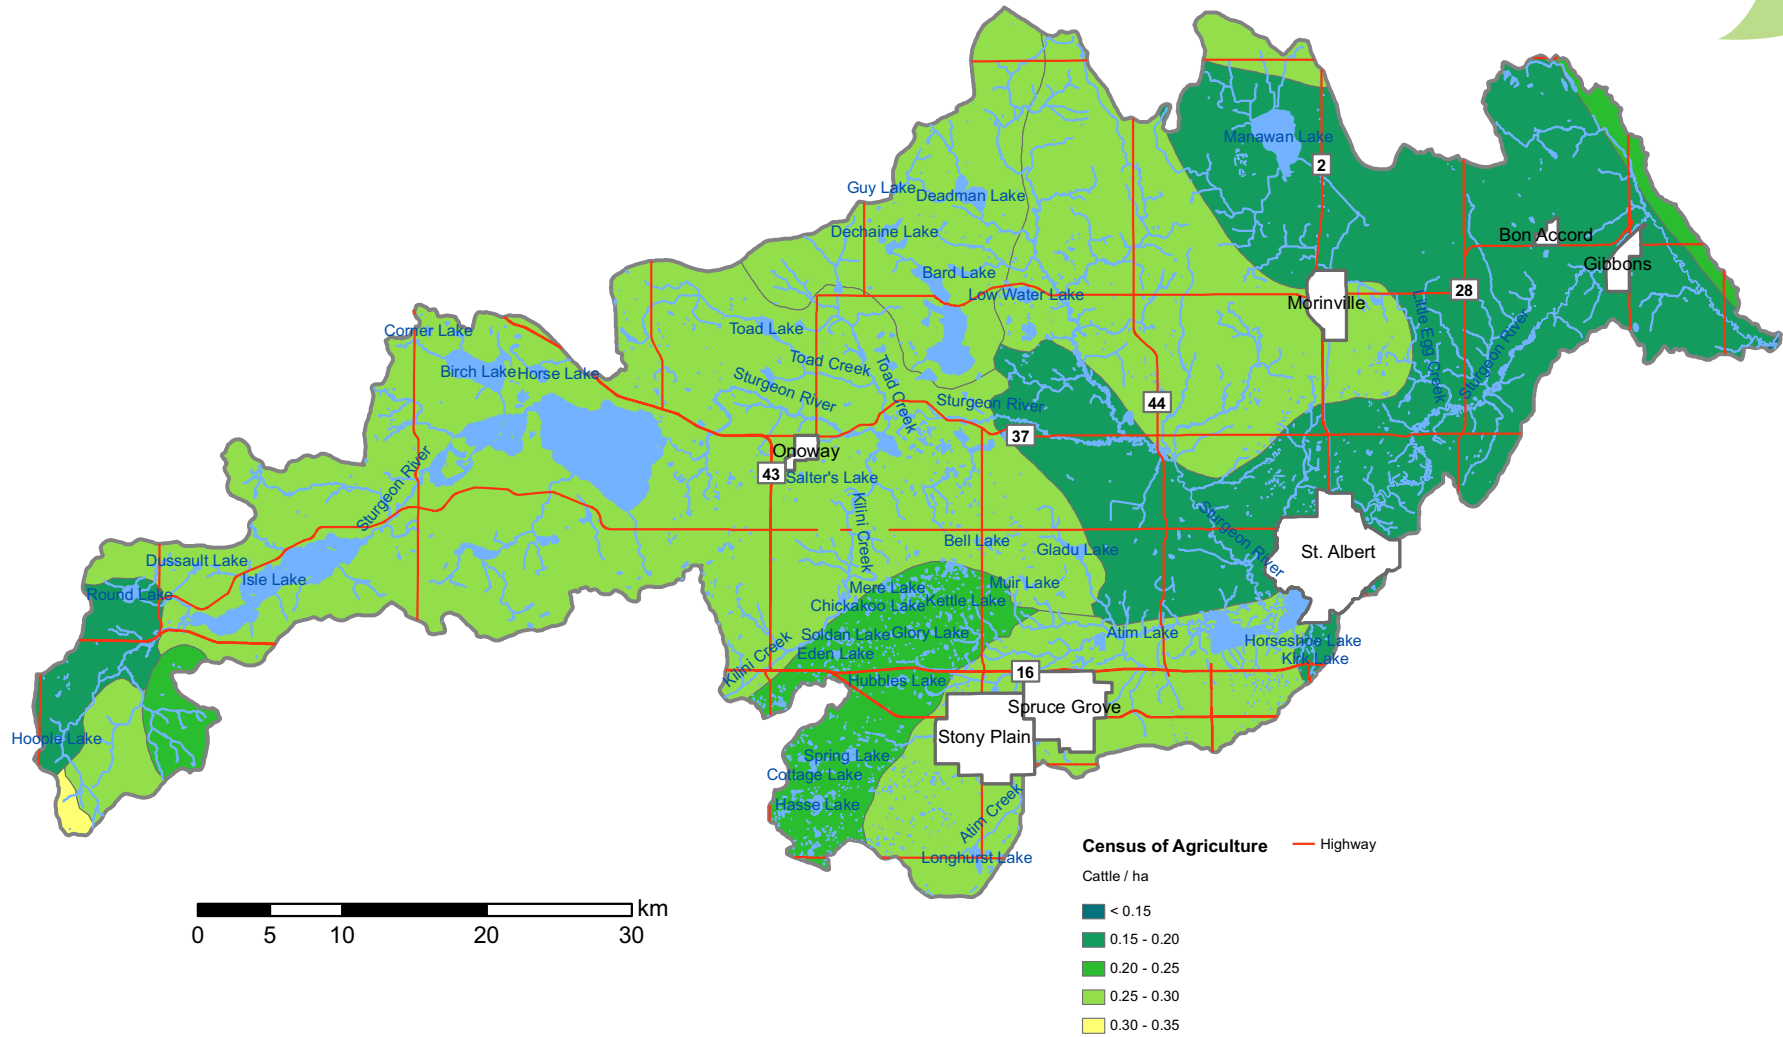 Manawan Lake
2
Guy Lake
Deadman Lake
Dechaine Lake
Bon Accord
Gibbons
Bard Lake
Low Water Lake
28
Morinville
Little Egg Creek
Sturgeon River
Corner Lake
Toad Lake
Birch Lake
Horse Lake
Toad Creek
Toad Creek
Sturgeon River
Sturgeon River
44
37
Onoway
43
Salter's Lake
Sturgeon River
Kilini Creek
Sturgeon River
Bell Lake
Gladu Lake
St. Albert
Dussault Lake
Isle Lake
Round Lake
Mere Lake
Muir Lake
Chickakoo Lake
Kettle Lake
Soldan Lake
Glory Lake
Atim Lake
Horseshoe Lake
Eden Lake
Kirk Lake
Kilini Creek
16
Hubbles Lake
Spruce Grove
Hoople Lake
Stony Plain
Spring Lake
Cottage Lake
Hasse Lake
Atim Creek
Longhurst Lake
Census of Agriculture
Highway
Cattle / ha
< 0.15
0.15 - 0.20
0.20 - 0.25
0.25 - 0.30
0.30 - 0.35
km
0 5 10 20 30